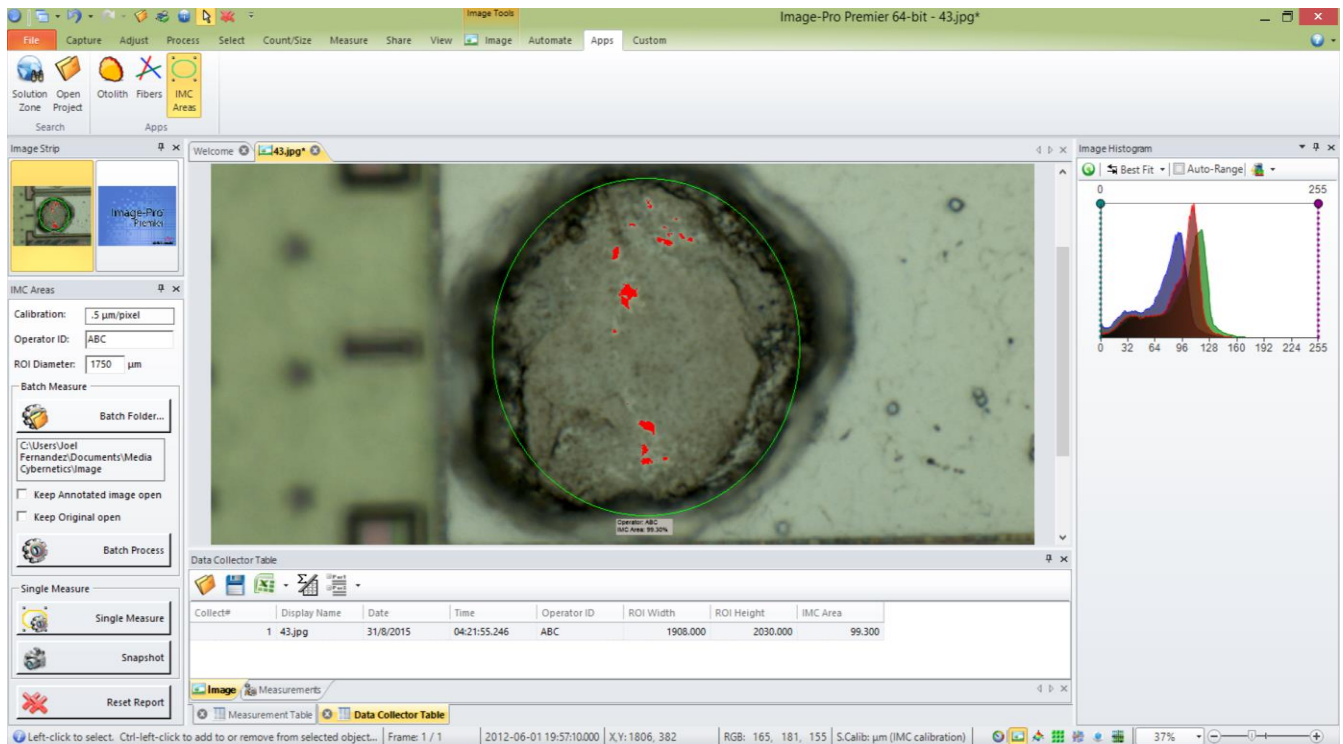 Image Tools
Image-Pro Premier 64-bit - 43.jpg*
File Capture Adjust Process Select Count/Size Measure Share View Image Automate Apps Custom
Solution Zone
Open Project
Otolith
Fibers
IMC Areas
Search
Apps
Image Strip
Image-Pro
Premier
IMC Areas
Calibration: .5 µm/pixel
Operator ID: ABC
ROI Diameter: 1750 µm
Batch Measure
Batch Folder...
C:\Users\Joel
Fernandez\Documents\Media
Cybernetics\Image
Keep Annotated image open
Keep Original open
Batch Process
Single Measure
Single Measure
Snapshot
Reset Report
Welcome 43.jpg*
Operator: ABC
IMC Area: 99.30%
Data Collector Table
Collect# Display Name Date Time Operator ID ROI Width ROI Height IMC Area
1 43.jpg 31/8/2015 04:21:55.246 ABC 1908.000 2030.000 99.300
Image Measurements
Measurement Table Data Collector Table
Image Histogram
Best Fit Auto-Range
0 255
0 32 64 96 128 160 192 224 255
Left-click to select. Ctrl-left-click to add to or remove from selected object... Frame: 1 / 1 2012-06-01 19:57:10.000 X,Y: 1806, 382 RGB: 165, 181, 155 S.Calib: µm (IMC calibration) 37%